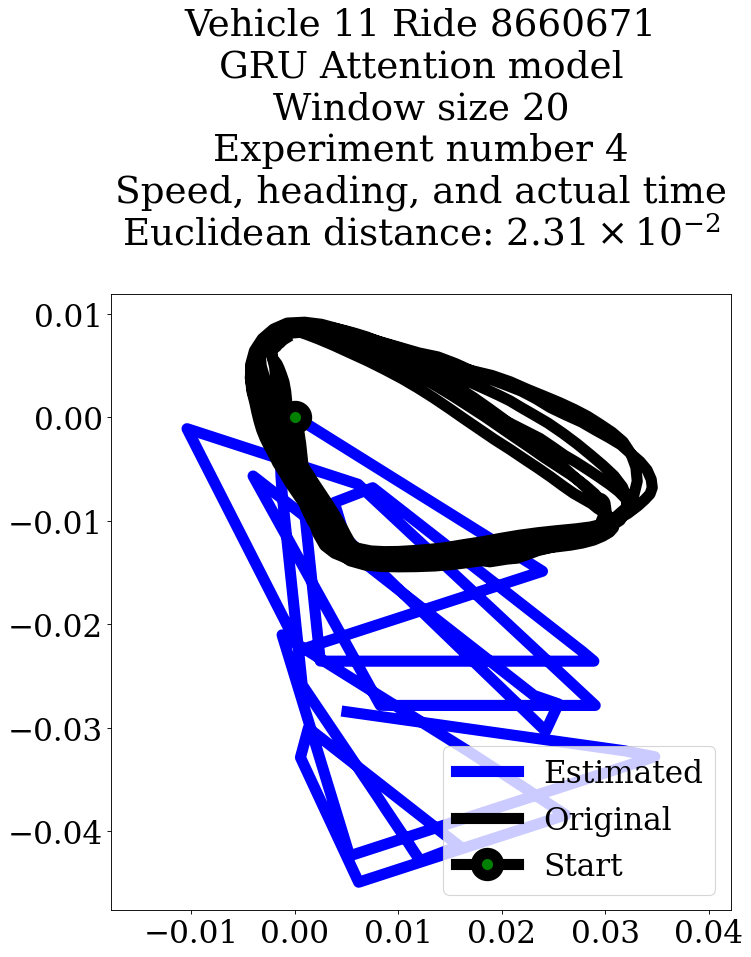 Vehicle 11 Ride 8660671
GRU Attention model
Window size 20
Experiment number 4
Speed, heading, and actual time
Euclidean distance: 2.31 × 10⁻²
0.01
0.00
−0.01
−0.02
−0.03
−0.04
Estimated
Original
Start
−0.01 0.00 0.01 0.02 0.03 0.04